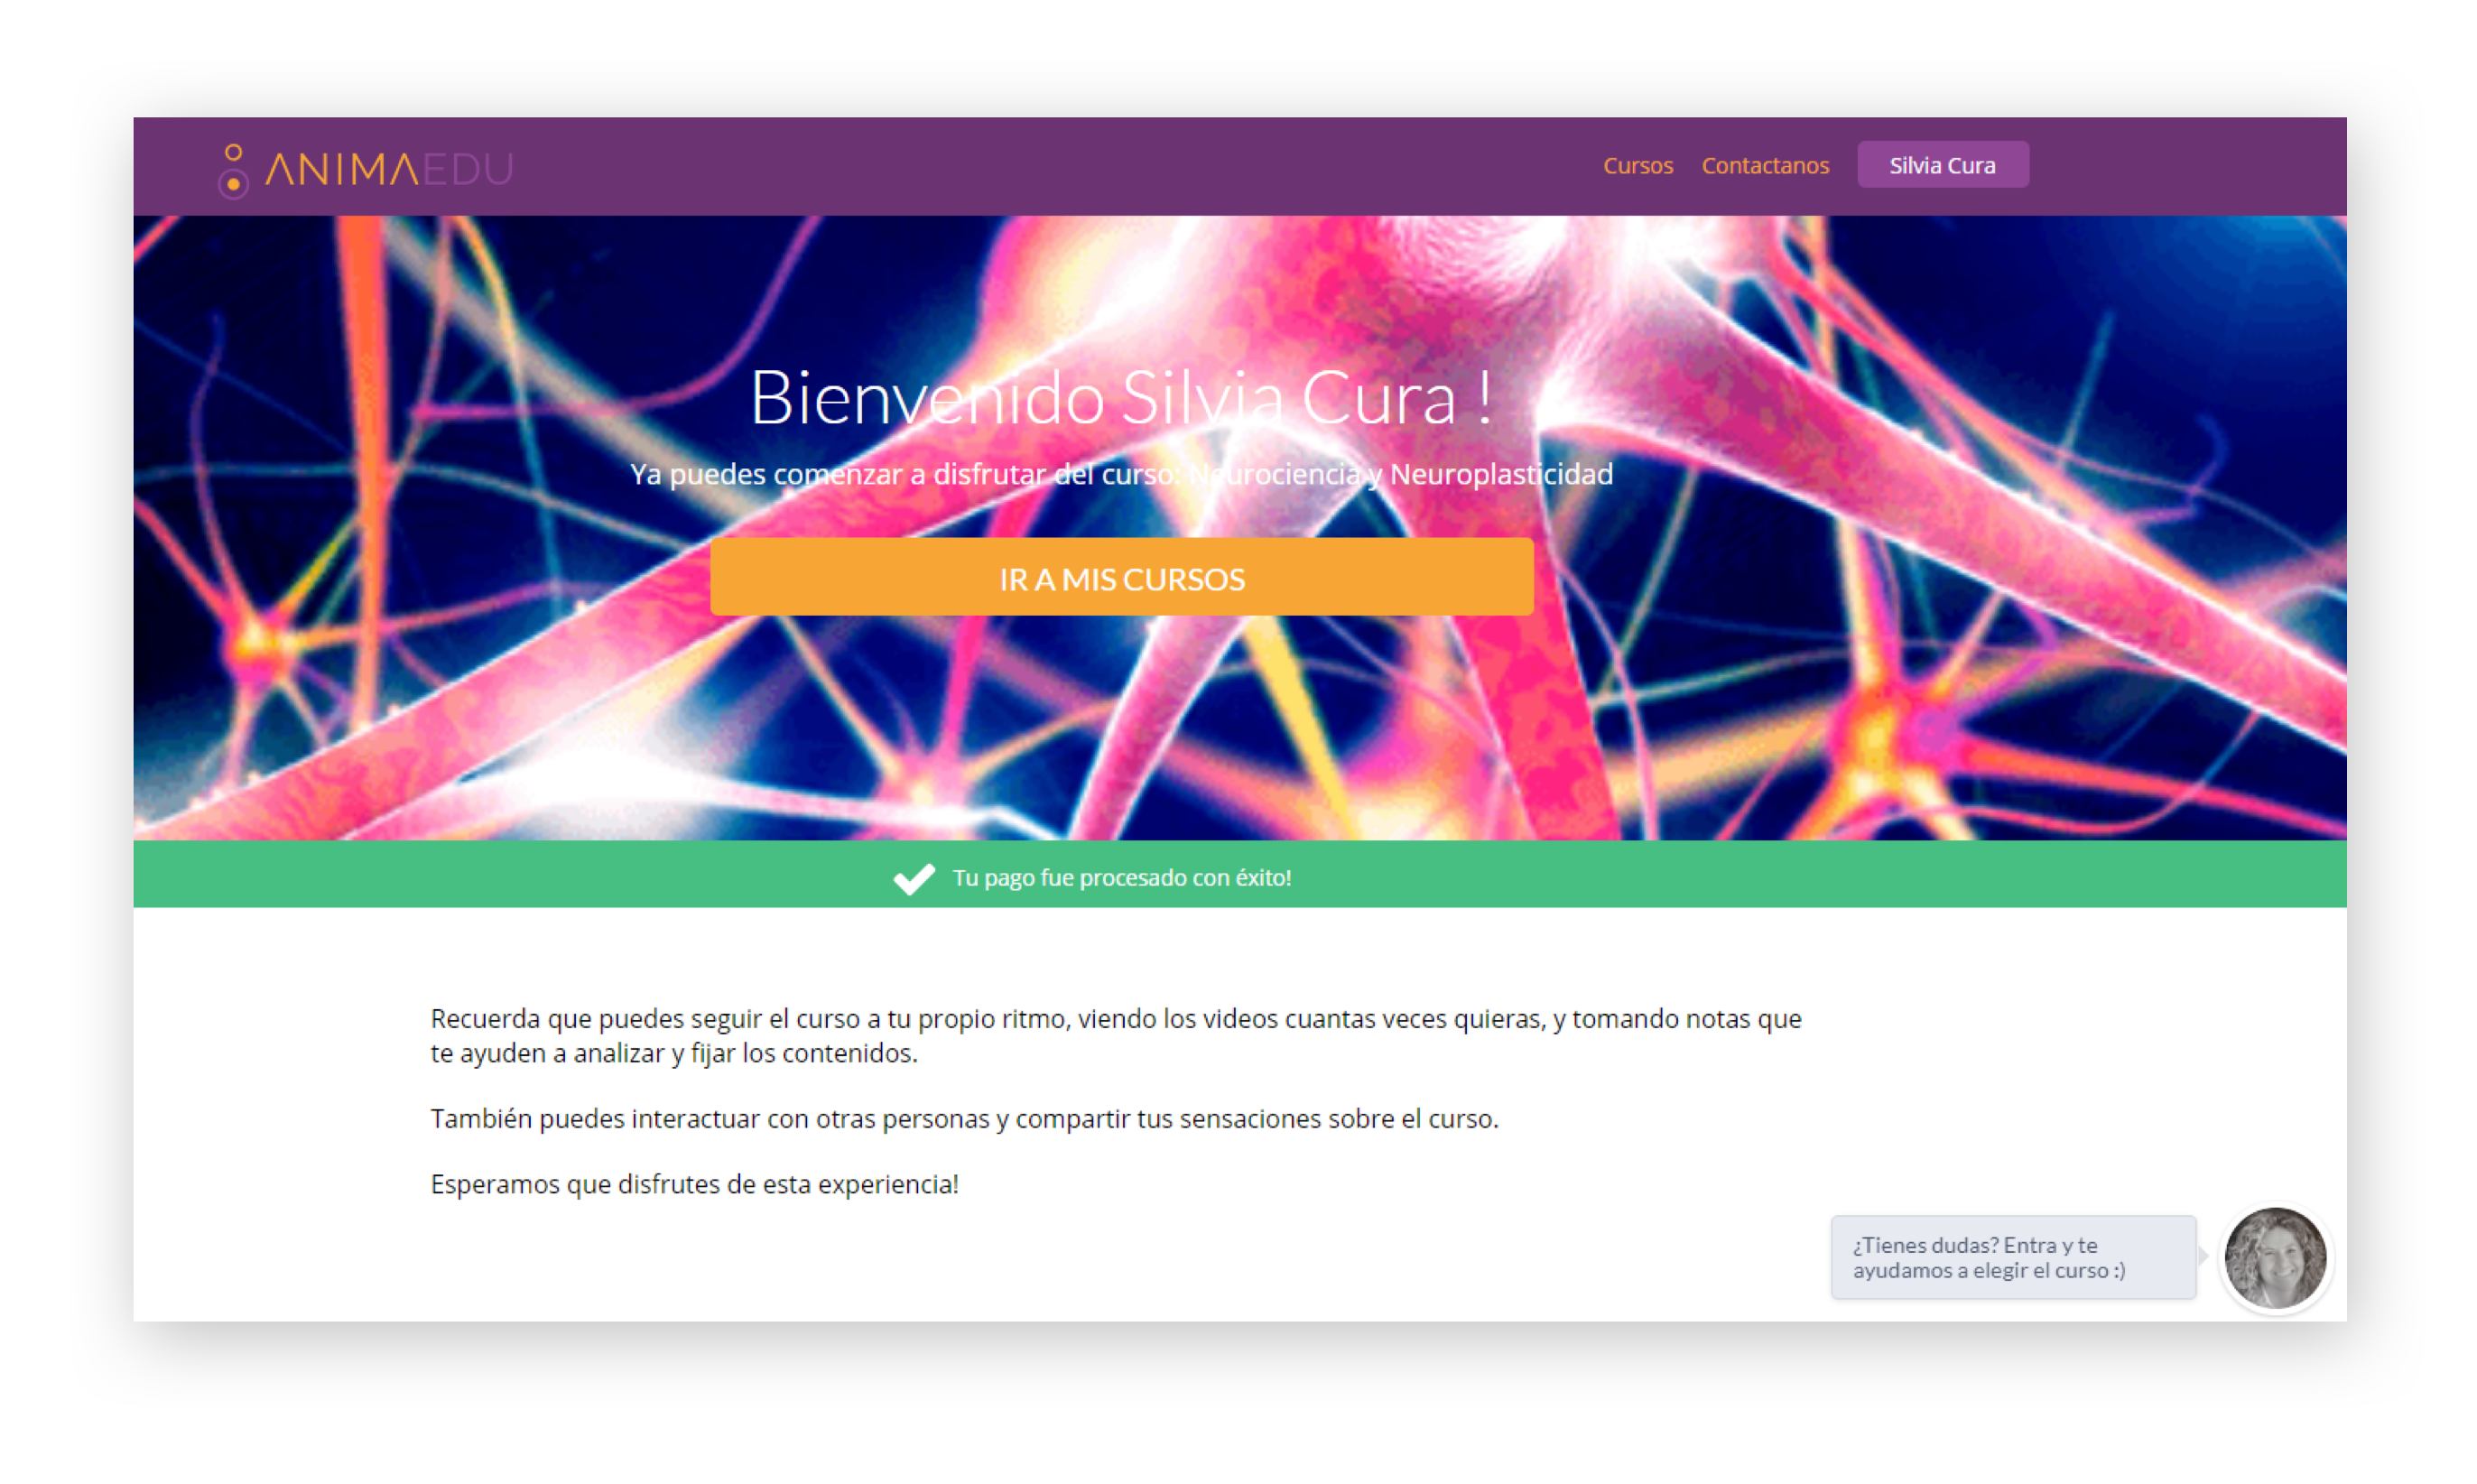 ANIMAEDU
Cursos Contactanos Silvia Cura
Bienvenido Silvia Cura !
Ya puedes comenzar a disfrutar del curso: Neurociencia y Neuroplasticidad
IR A MIS CURSOS
Tu pago fue procesado con éxito!
Recuerda que puedes seguir el curso a tu propio ritmo, viendo los videos cuantas veces quieras, y tomando notas que
te ayuden a analizar y fijar los contenidos.
También puedes interactuar con otras personas y compartir tus sensaciones sobre el curso.
Esperamos que disfrutes de esta experiencia!
¿Tienes dudas? Entra y te
ayudamos a elegir el curso :)